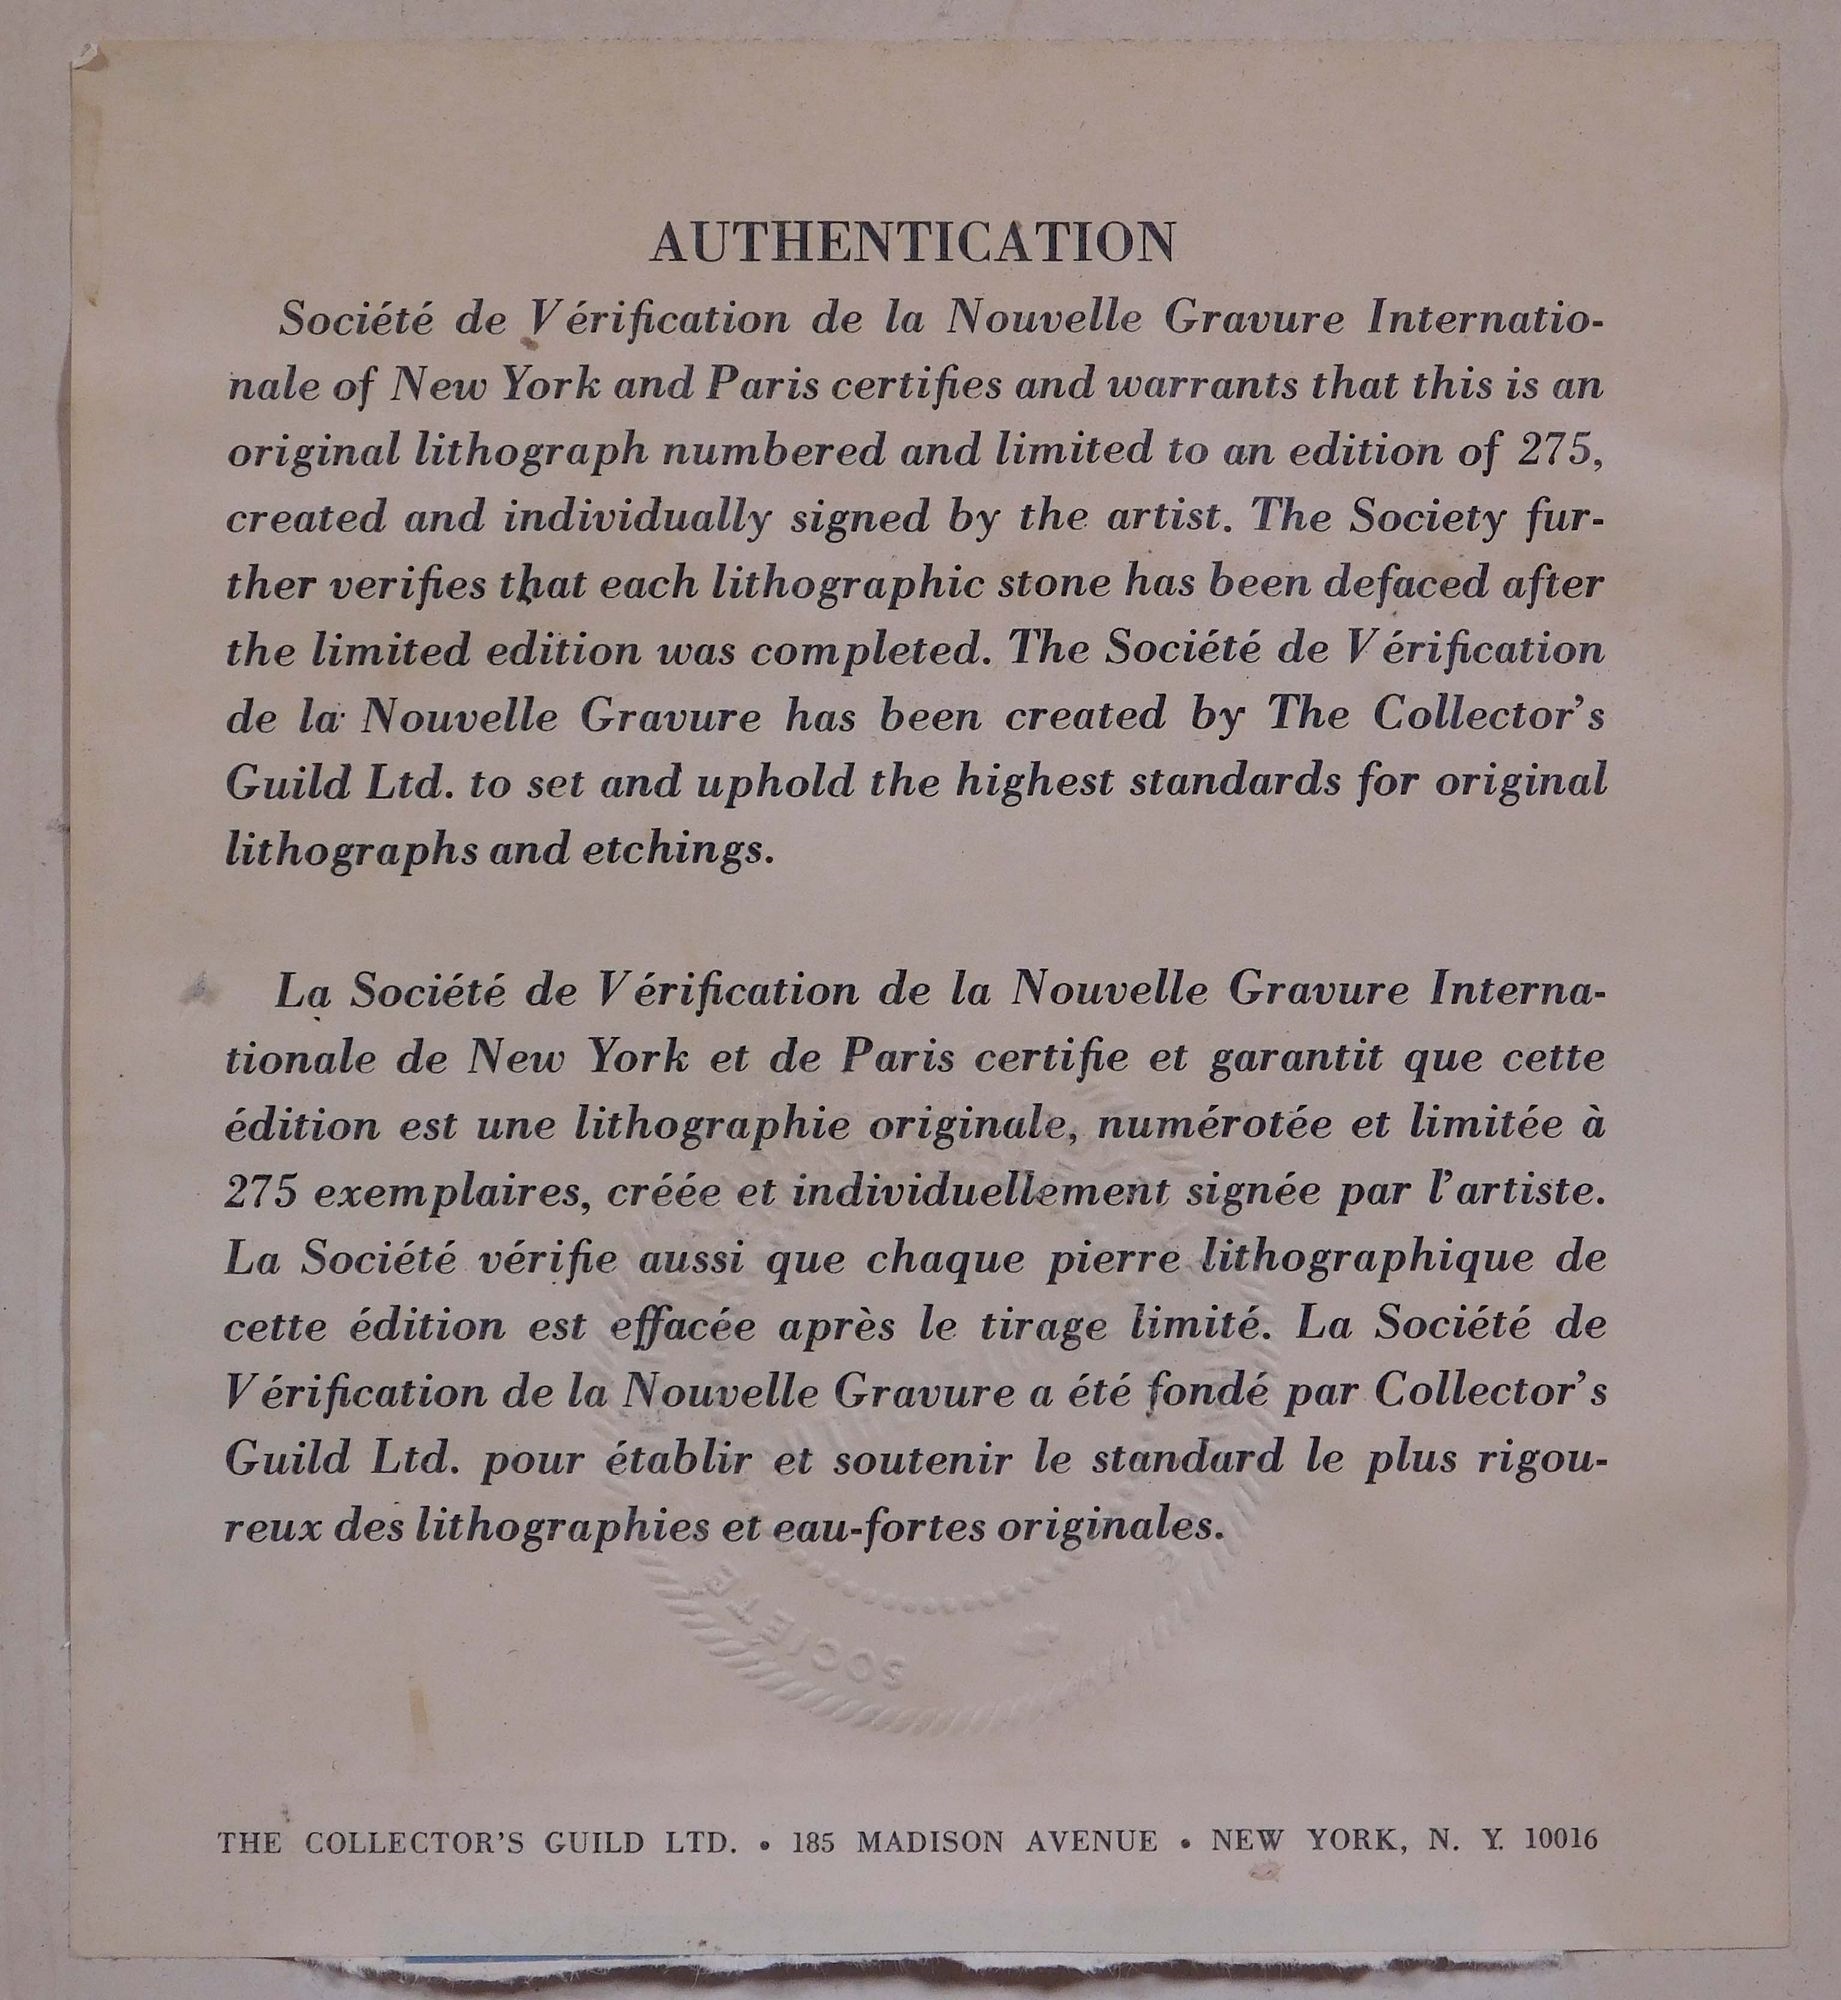 AUTHENTICATION
Société de Vérification de la Nouvelle Gravure Internatio-
nale of New York and Paris certifies and warrants that this is an
original lithograph numbered and limited to an edition of 275,
created and individually signed by the artist. The Society fur-
ther verifies that each lithographic stone has been defaced after
the limited edition was completed. The Société de Vérification
de la Nouvelle Gravure has been created by The Collector's
Guild Ltd. to set and uphold the highest standards for original
lithographs and etchings.
La Société de Vérification de la Nouvelle Gravure Interna-
tionale de New York et de Paris certifie et garantit que cette
édition est une lithographie originale, numérotée et limitée à
275 exemplaires, créée et individuellement signée par l'artiste.
La Société vérifie aussi que chaque pierre lithographique de
cette édition est effacée après le tirage limité. La Société de
Vérification de la Nouvelle Gravure a été fondé par Collector's
Guild Ltd. pour établir et soutenir le standard le plus rigou-
reux des lithographies et eau-fortes originales.
SOCIETE
THE COLLECTOR'S GUILD LTD. • 185 MADISON AVENUE • NEW YORK, N. Y. 10016